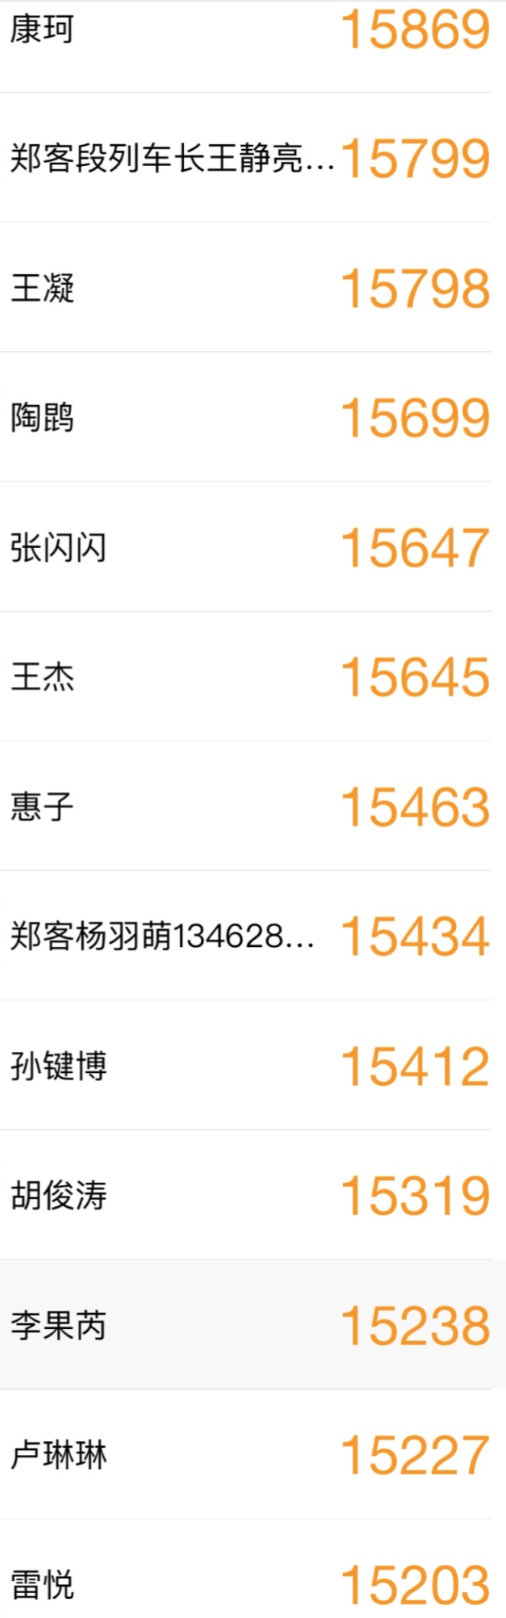 康珂 15869
郑客段列车长王静亮... 15799
王凝 15798
陶鹍 15699
张闪闪 15647
王杰 15645
惠子 15463
郑客杨羽萌134628... 15434
孙键博 15412
胡俊涛 15319
李果芮 15238
卢琳琳 15227
雷悦 15203